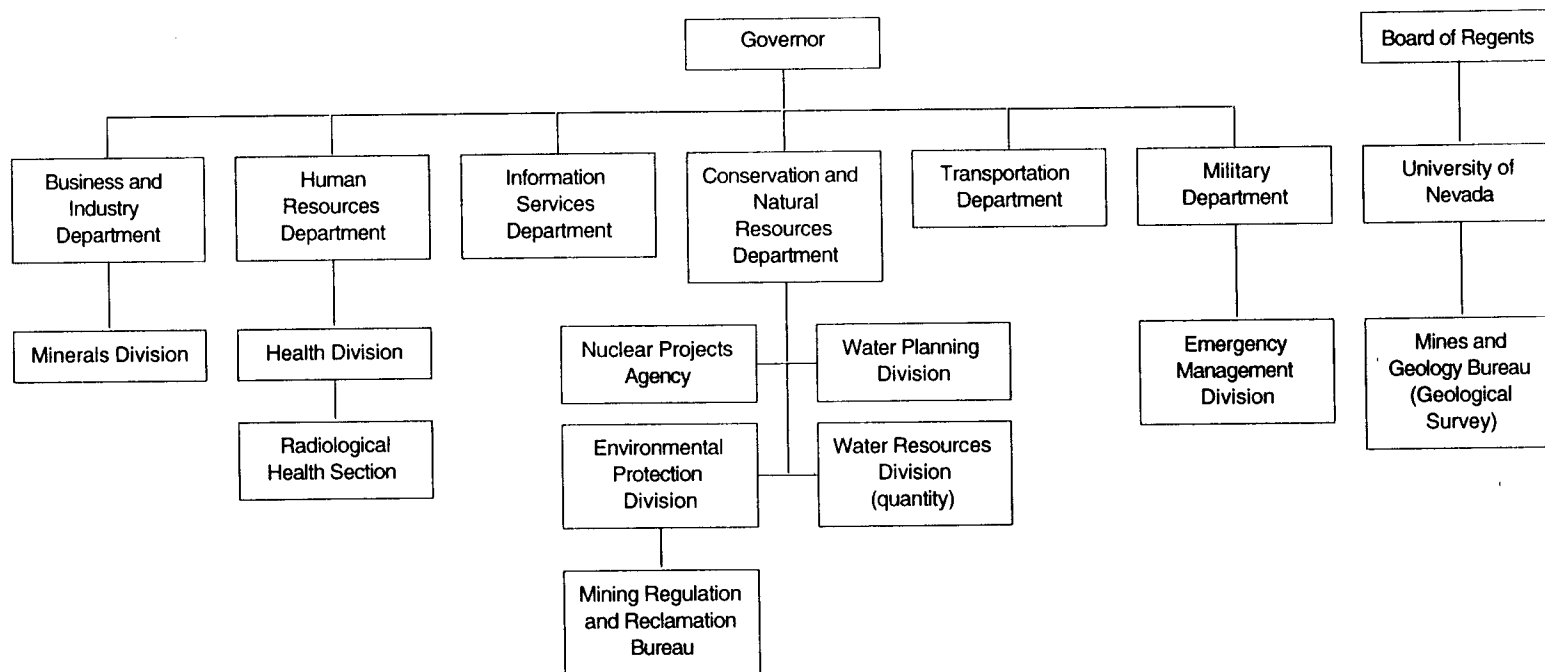 Governor
Board of Regents
Business and
Industry
Department
Human
Resources
Department
Information
Services
Department
Conservation and
Natural
Resources
Department
Transportation
Department
Military
Department
University of
Nevada
Minerals Division
Health Division
Nuclear Projects
Agency
Water Planning
Division
Emergency
Management
Division
Mines and
Geology Bureau
(Geological
Survey)
Radiological
Health Section
Environmental
Protection
Division
Water Resources
Division
(quantity)
Mining Regulation
and Reclamation
Bureau